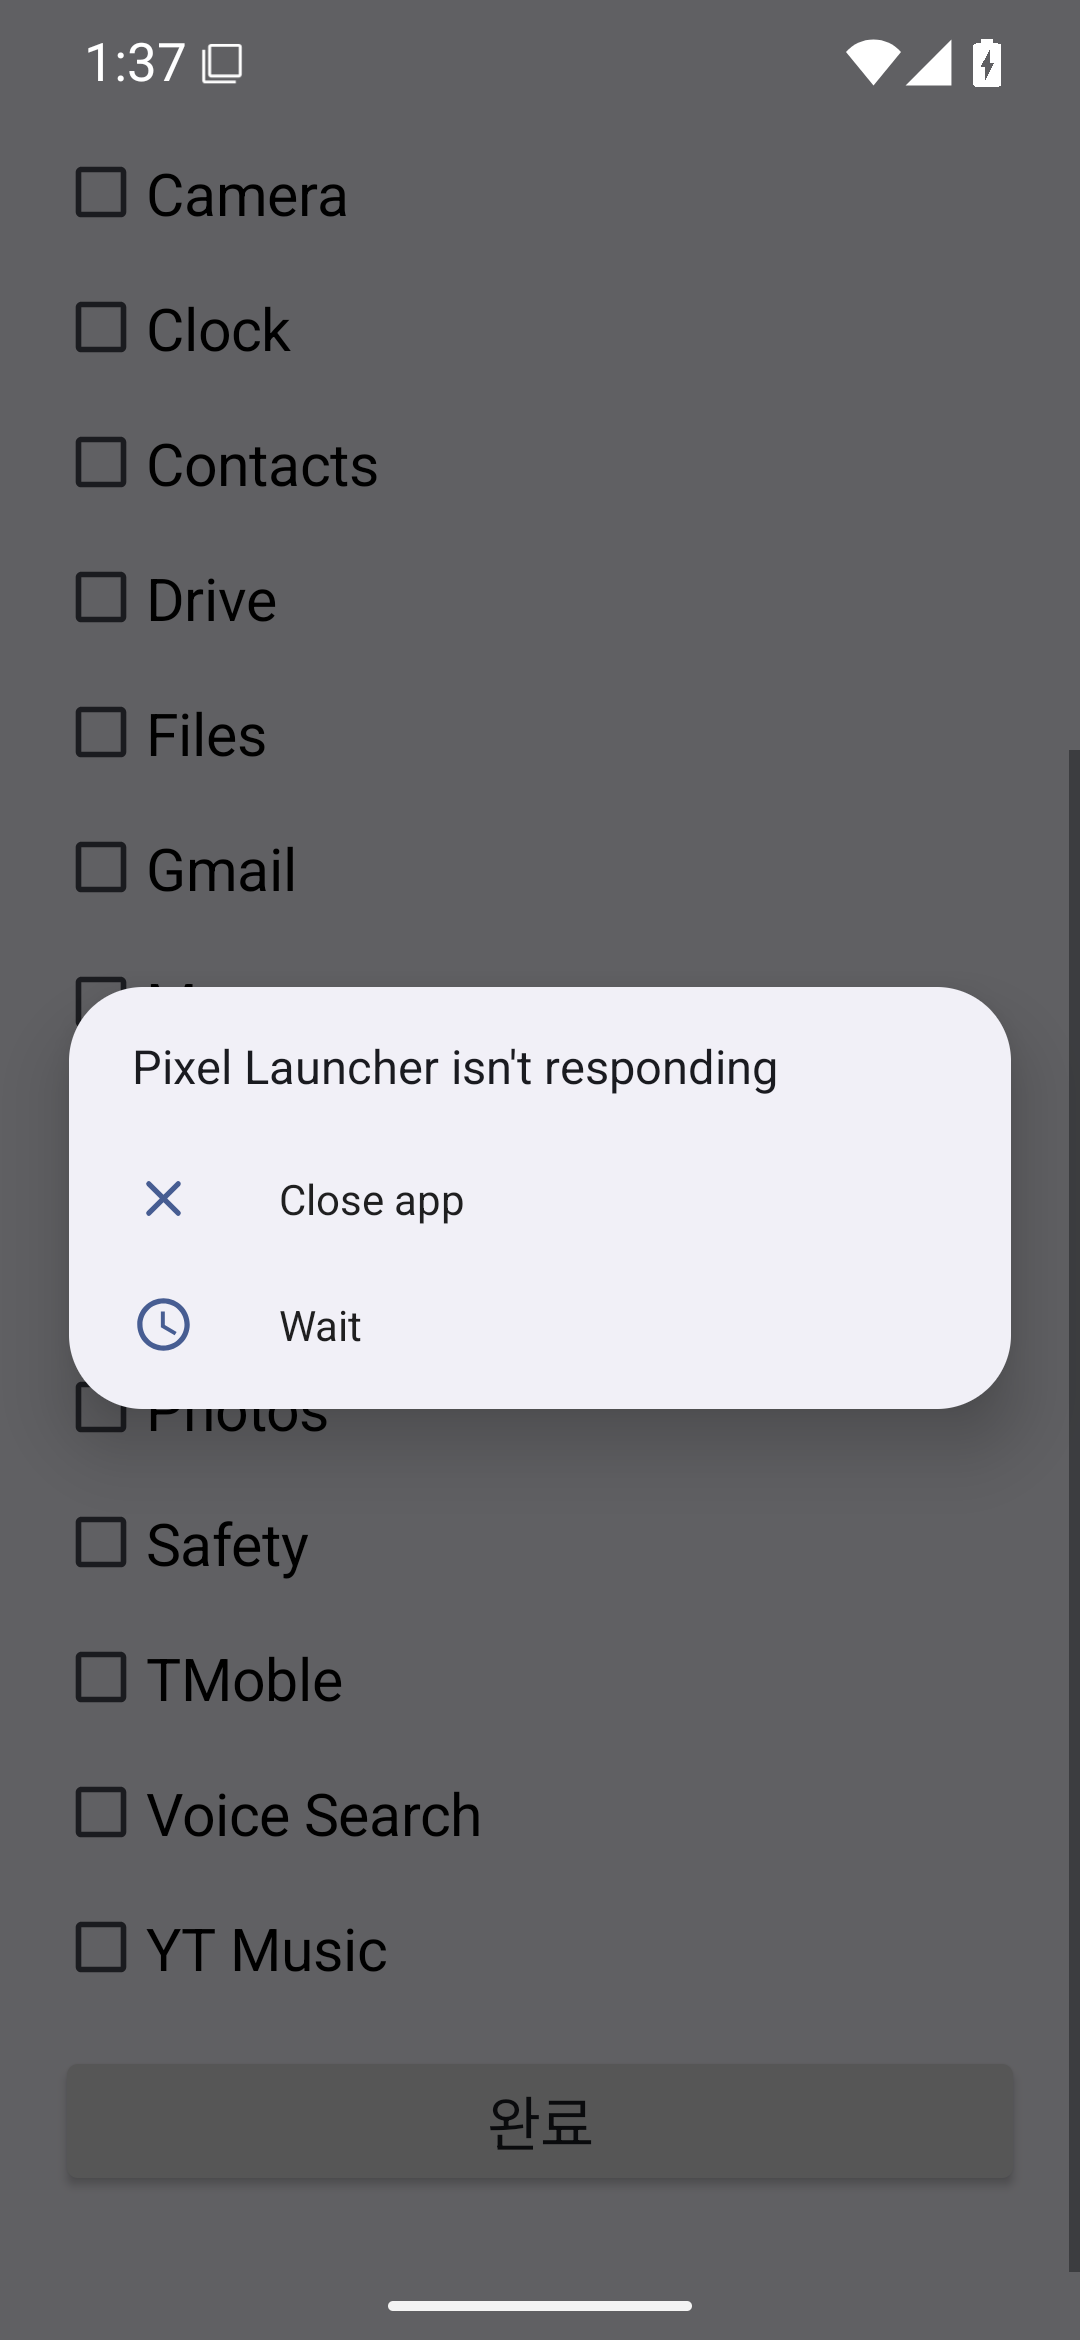 1:37
Camera
Clock
Contacts
Drive
Files
Gmail
Pixel Launcher isn't responding
Close app
Wait
Photos
Safety
TMoble
Voice Search
YT Music
완료